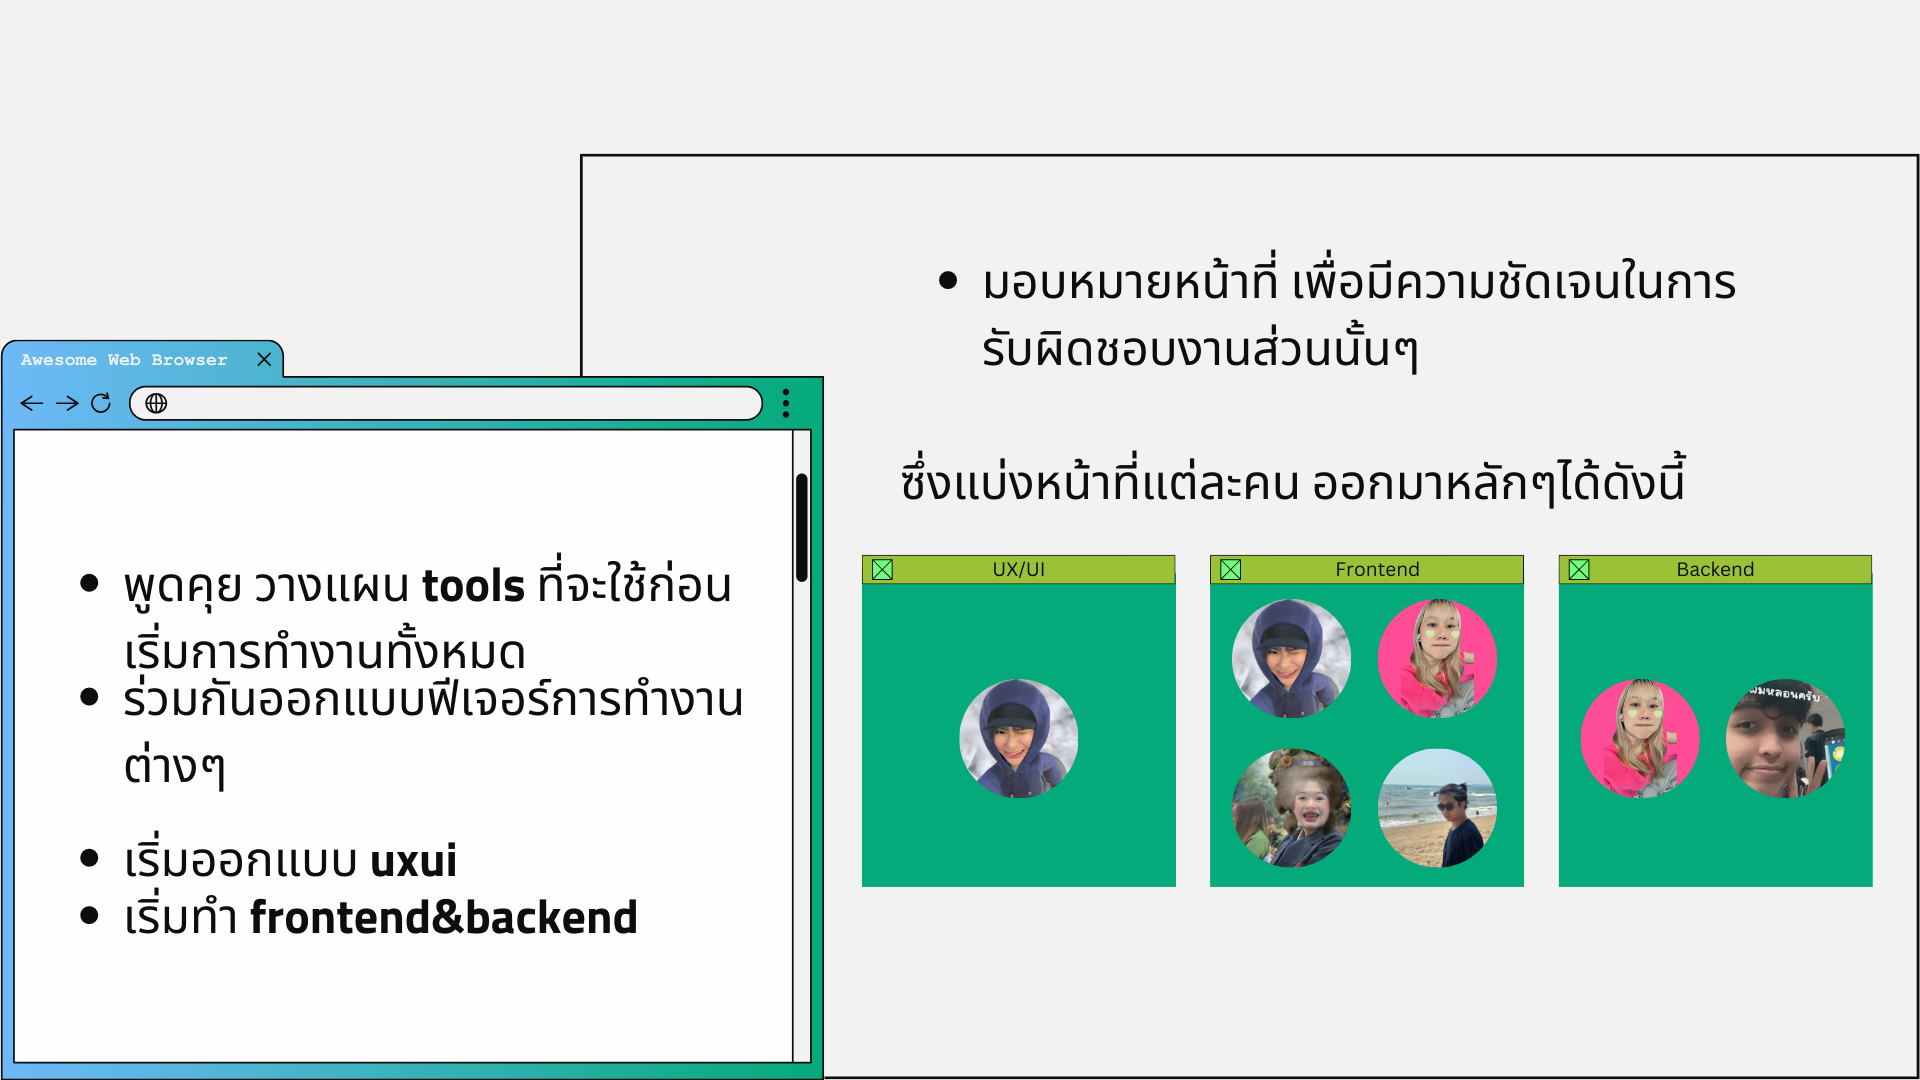 Awesome Web Browser
พูดคุย วางแผน tools ที่จะใช้ก่อน
เริ่มการทำงานทั้งหมด
ร่วมกันออกแบบฟีเจอร์การทำงาน
ต่างๆ
เริ่มออกแบบ uxui
เริ่มทำ frontend&backend
มอบหมายหน้าที่ เพื่อมีความชัดเจนในการ
รับผิดชอบงานส่วนนั้นๆ
ซึ่งแบ่งหน้าที่แต่ละคน ออกมาหลักๆได้ดังนี้
UX/UI
Frontend
Backend
ผมหลอนครับ